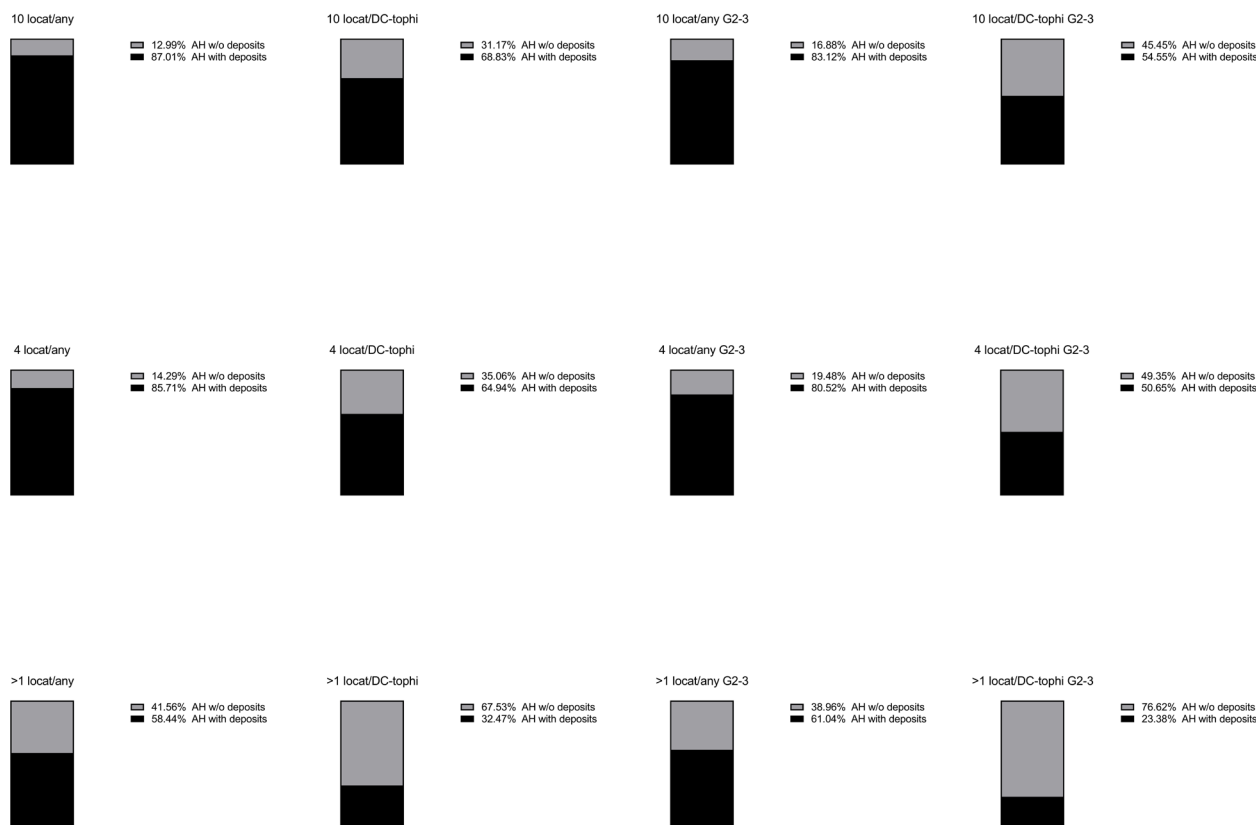 10 locat/any
12.99% AH w/o deposits
87.01% AH with deposits
10 locat/DC-tophi
31.17% AH w/o deposits
68.83% AH with deposits
10 locat/any G2-3
16.88% AH w/o deposits
83.12% AH with deposits
10 locat/DC-tophi G2-3
45.45% AH w/o deposits
54.55% AH with deposits
4 locat/any
14.29% AH w/o deposits
85.71% AH with deposits
4 locat/DC-tophi
35.06% AH w/o deposits
64.94% AH with deposits
4 locat/any G2-3
19.48% AH w/o deposits
80.52% AH with deposits
4 locat/DC-tophi G2-3
49.35% AH w/o deposits
50.65% AH with deposits
>1 locat/any
41.56% AH w/o deposits
58.44% AH with deposits
>1 locat/DC-tophi
67.53% AH w/o deposits
32.47% AH with deposits
>1 locat/any G2-3
38.96% AH w/o deposits
61.04% AH with deposits
>1 locat/DC-tophi G2-3
76.62% AH w/o deposits
23.38% AH with deposits